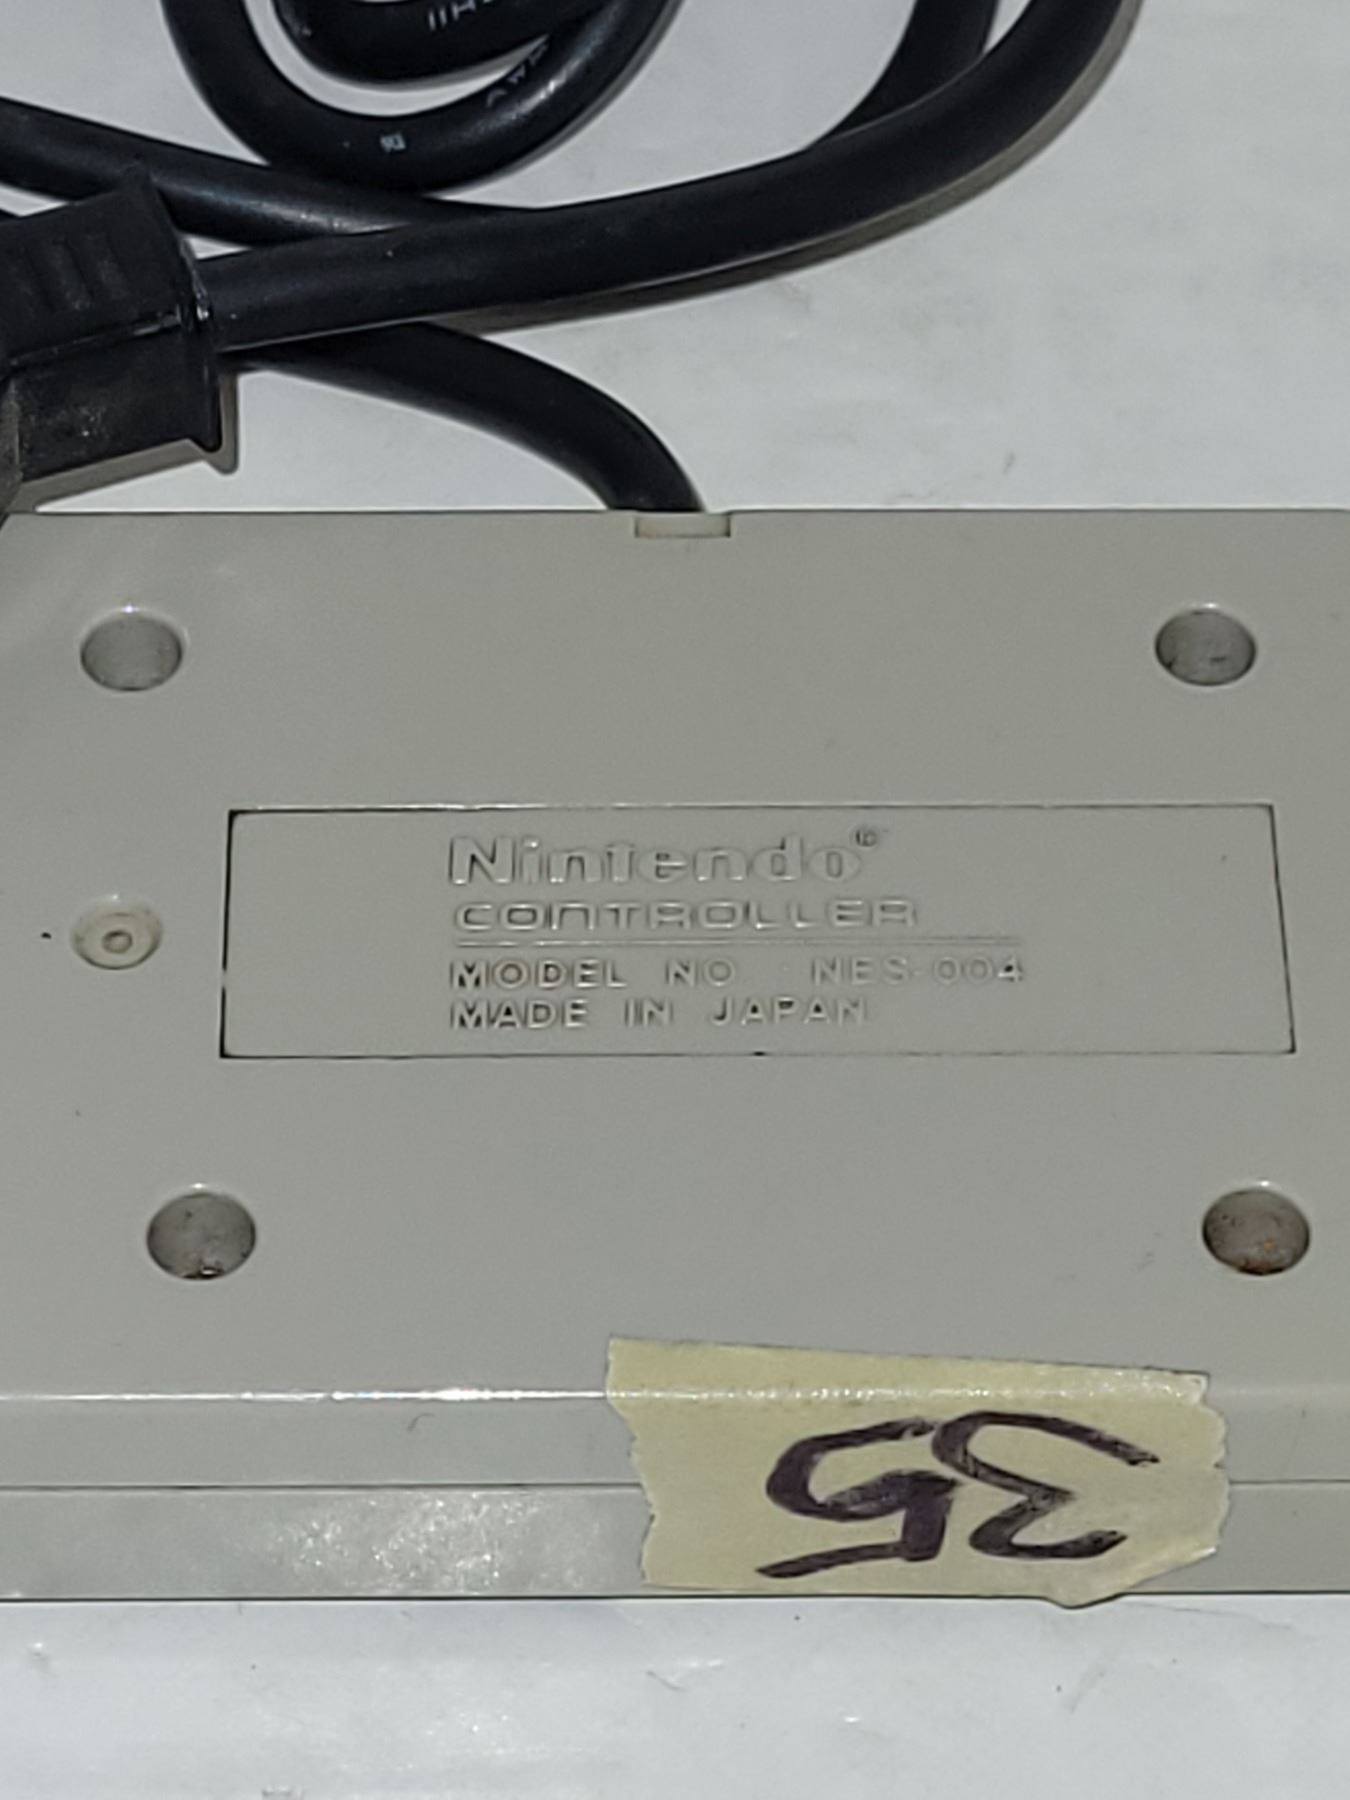 Nintendo®
CONTROLLER
MODEL NO. NES-004
MADE IN JAPAN
35